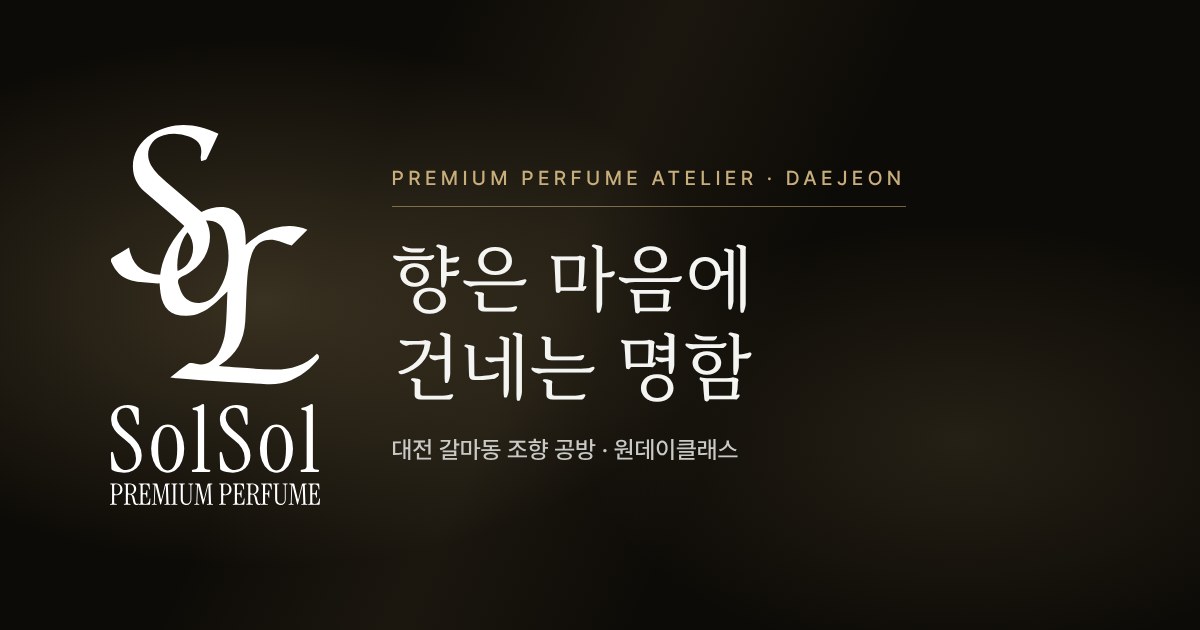 SoL
SolSol
PREMIUM PERFUME
PREMIUM PERFUME ATELIER · DAEJEON
향은 마음에
건네는 명함
대전 갈마동 조향 공방 · 원데이클래스